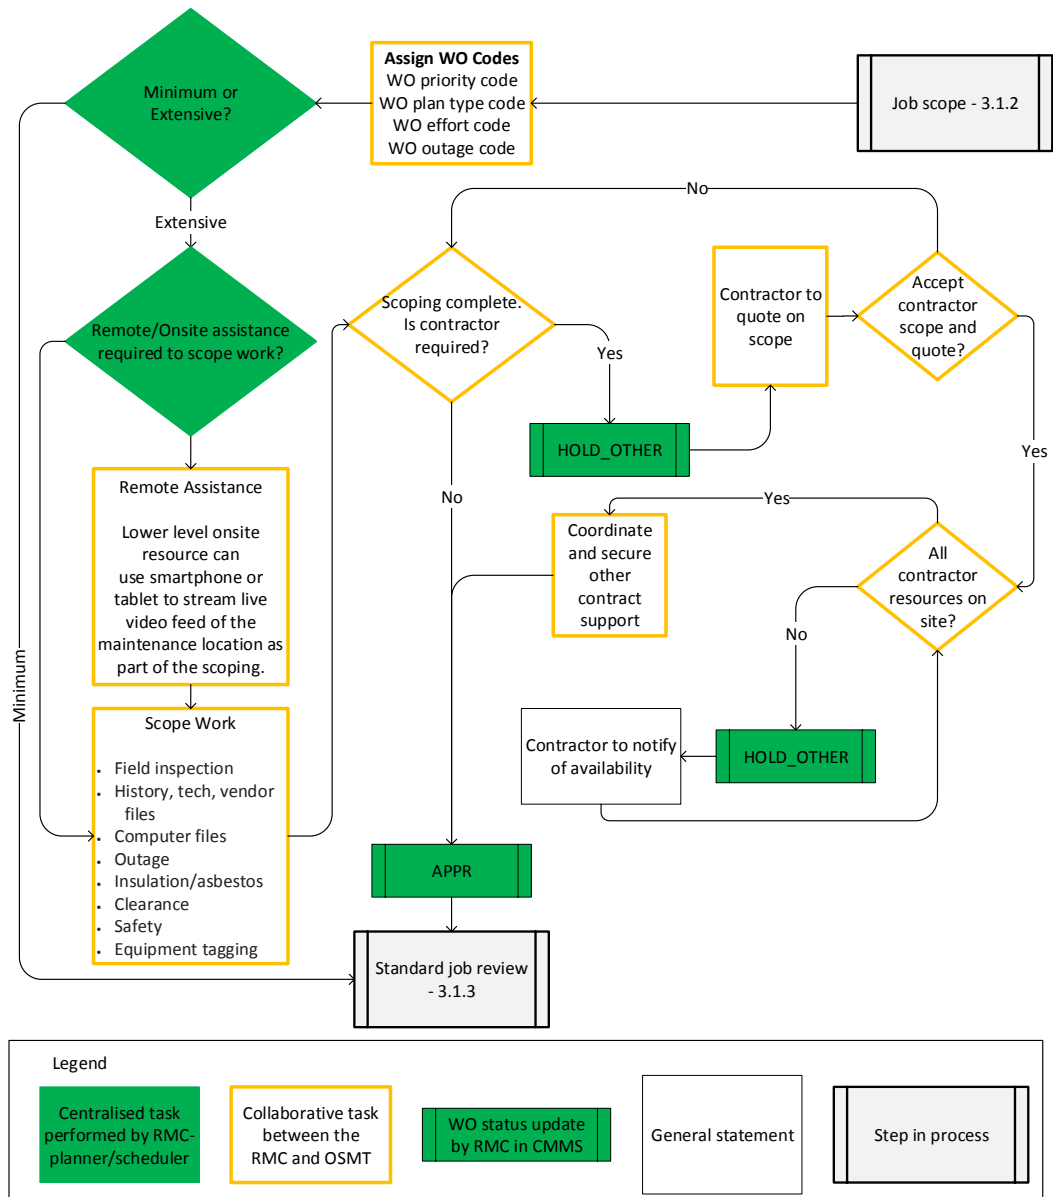 Job scope - 3.1.2
Assign WO Codes
WO priority code
WO plan type code
WO effort code
WO outage code
Minimum or
Extensive?
Extensive
Minimum
Remote/Onsite assistance
required to scope work?
Remote Assistance
Lower level onsite
resource can
use smartphone or
tablet to stream live
video feed of the
maintenance location as
part of the scoping.
Scope Work
• Field inspection
• History, tech, vendor
files
• Computer files
• Outage
• Insulation/asbestos
• Clearance
• Safety
• Equipment tagging
Scoping complete.
Is contractor
required?
Yes
No
HOLD_OTHER
Contractor to
quote on
scope
Accept
contractor
scope and
quote?
No
Yes
All
contractor
resources on
site?
Yes
No
Coordinate
and secure
other
contract
support
HOLD_OTHER
Contractor to notify
of availability
APPR
Standard job review
- 3.1.3
Legend
Centralised task
performed by RMC-
planner/scheduler
Collaborative task
between the
RMC and OSMT
WO status update
by RMC in CMMS
General statement
Step in process